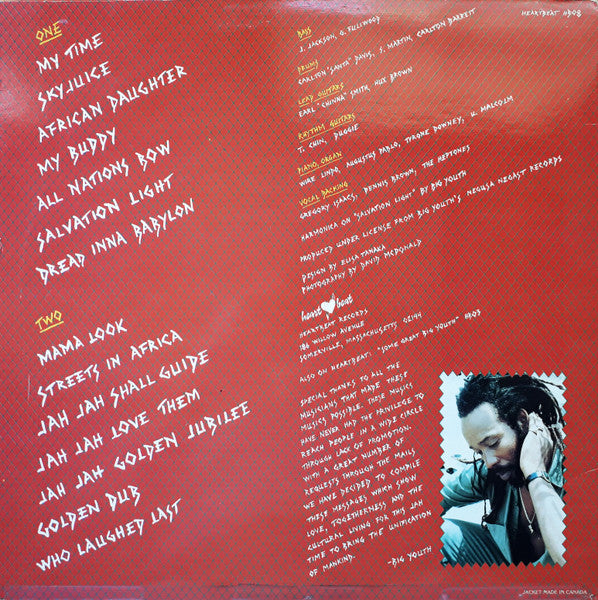 HEARTBEAT HB08
ONE
MY TIME
SKYJUICE
AFRICAN DAUGHTER
MY BUDDY
ALL NATIONS BOW
SALVATION LIGHT
DREAD INNA BABYLON
TWO
MAMA LOOK
STREETS IN AFRICA
JAH JAH SHALL GUIDE
JAH JAH LOVE THEM
JAH JAH GOLDEN JUBILEE
GOLDEN DUB
WHO LAUGHED LAST
BASS
J. JACKSON, G. FULLWOOD
DRUMS
CARLTON "SANTA" DAVIS, S. MARTIN, CARLTON BARRETT
LEAD GUITARS
EARL "CHINNA" SMITH, HUX BROWN
RHYTHM GUITARS
T. CHIN, DUGGIE
PIANO, ORGAN
WIRE LINDO, AUGUSTUS PABLO, TYRONE DOWNEY, W. MALCOLM
VOCAL BACKING
GREGORY ISAACS, DENNIS BROWN, THE HEPTONES
HARMONICA ON "SALVATION LIGHT" BY BIG YOUTH
PRODUCED UNDER LICENSE FROM BIG YOUTH'S NEGUSA NEGAST RECORDS
DESIGN BY ELISA TANAKA
PHOTOGRAPHY BY DAVID MCDONALD
heart beat
HEARTBEAT RECORDS
186 WILLOW AVENUE
SOMERVILLE, MASSACHUSETTS 02144
ALSO ON HEARTBEAT: "SOME GREAT BIG YOUTH" HB03
SPECIAL THANKS TO ALL THE
MUSICIANS THAT MADE THESE
MUSICS POSSIBLE. THESE MUSICS
HAVE NEVER HAD THE PRIVILEGE TO
REACH PEOPLE IN A WIDE CIRCLE
THROUGH LACK OF PROMOTION.
WITH A GREAT NUMBER OF
REQUESTS THROUGH THE MAILS
WE HAVE DECIDED TO COMPILE
THESE MESSAGES WHICH SHOW
LOVE, TOGETHERNESS AND THE
CULTURAL LIVING FOR THIS JAH
TIME TO BRING THE UNIFICATION
OF MANKIND.
-BIG YOUTH
JACKET MADE IN CANADA